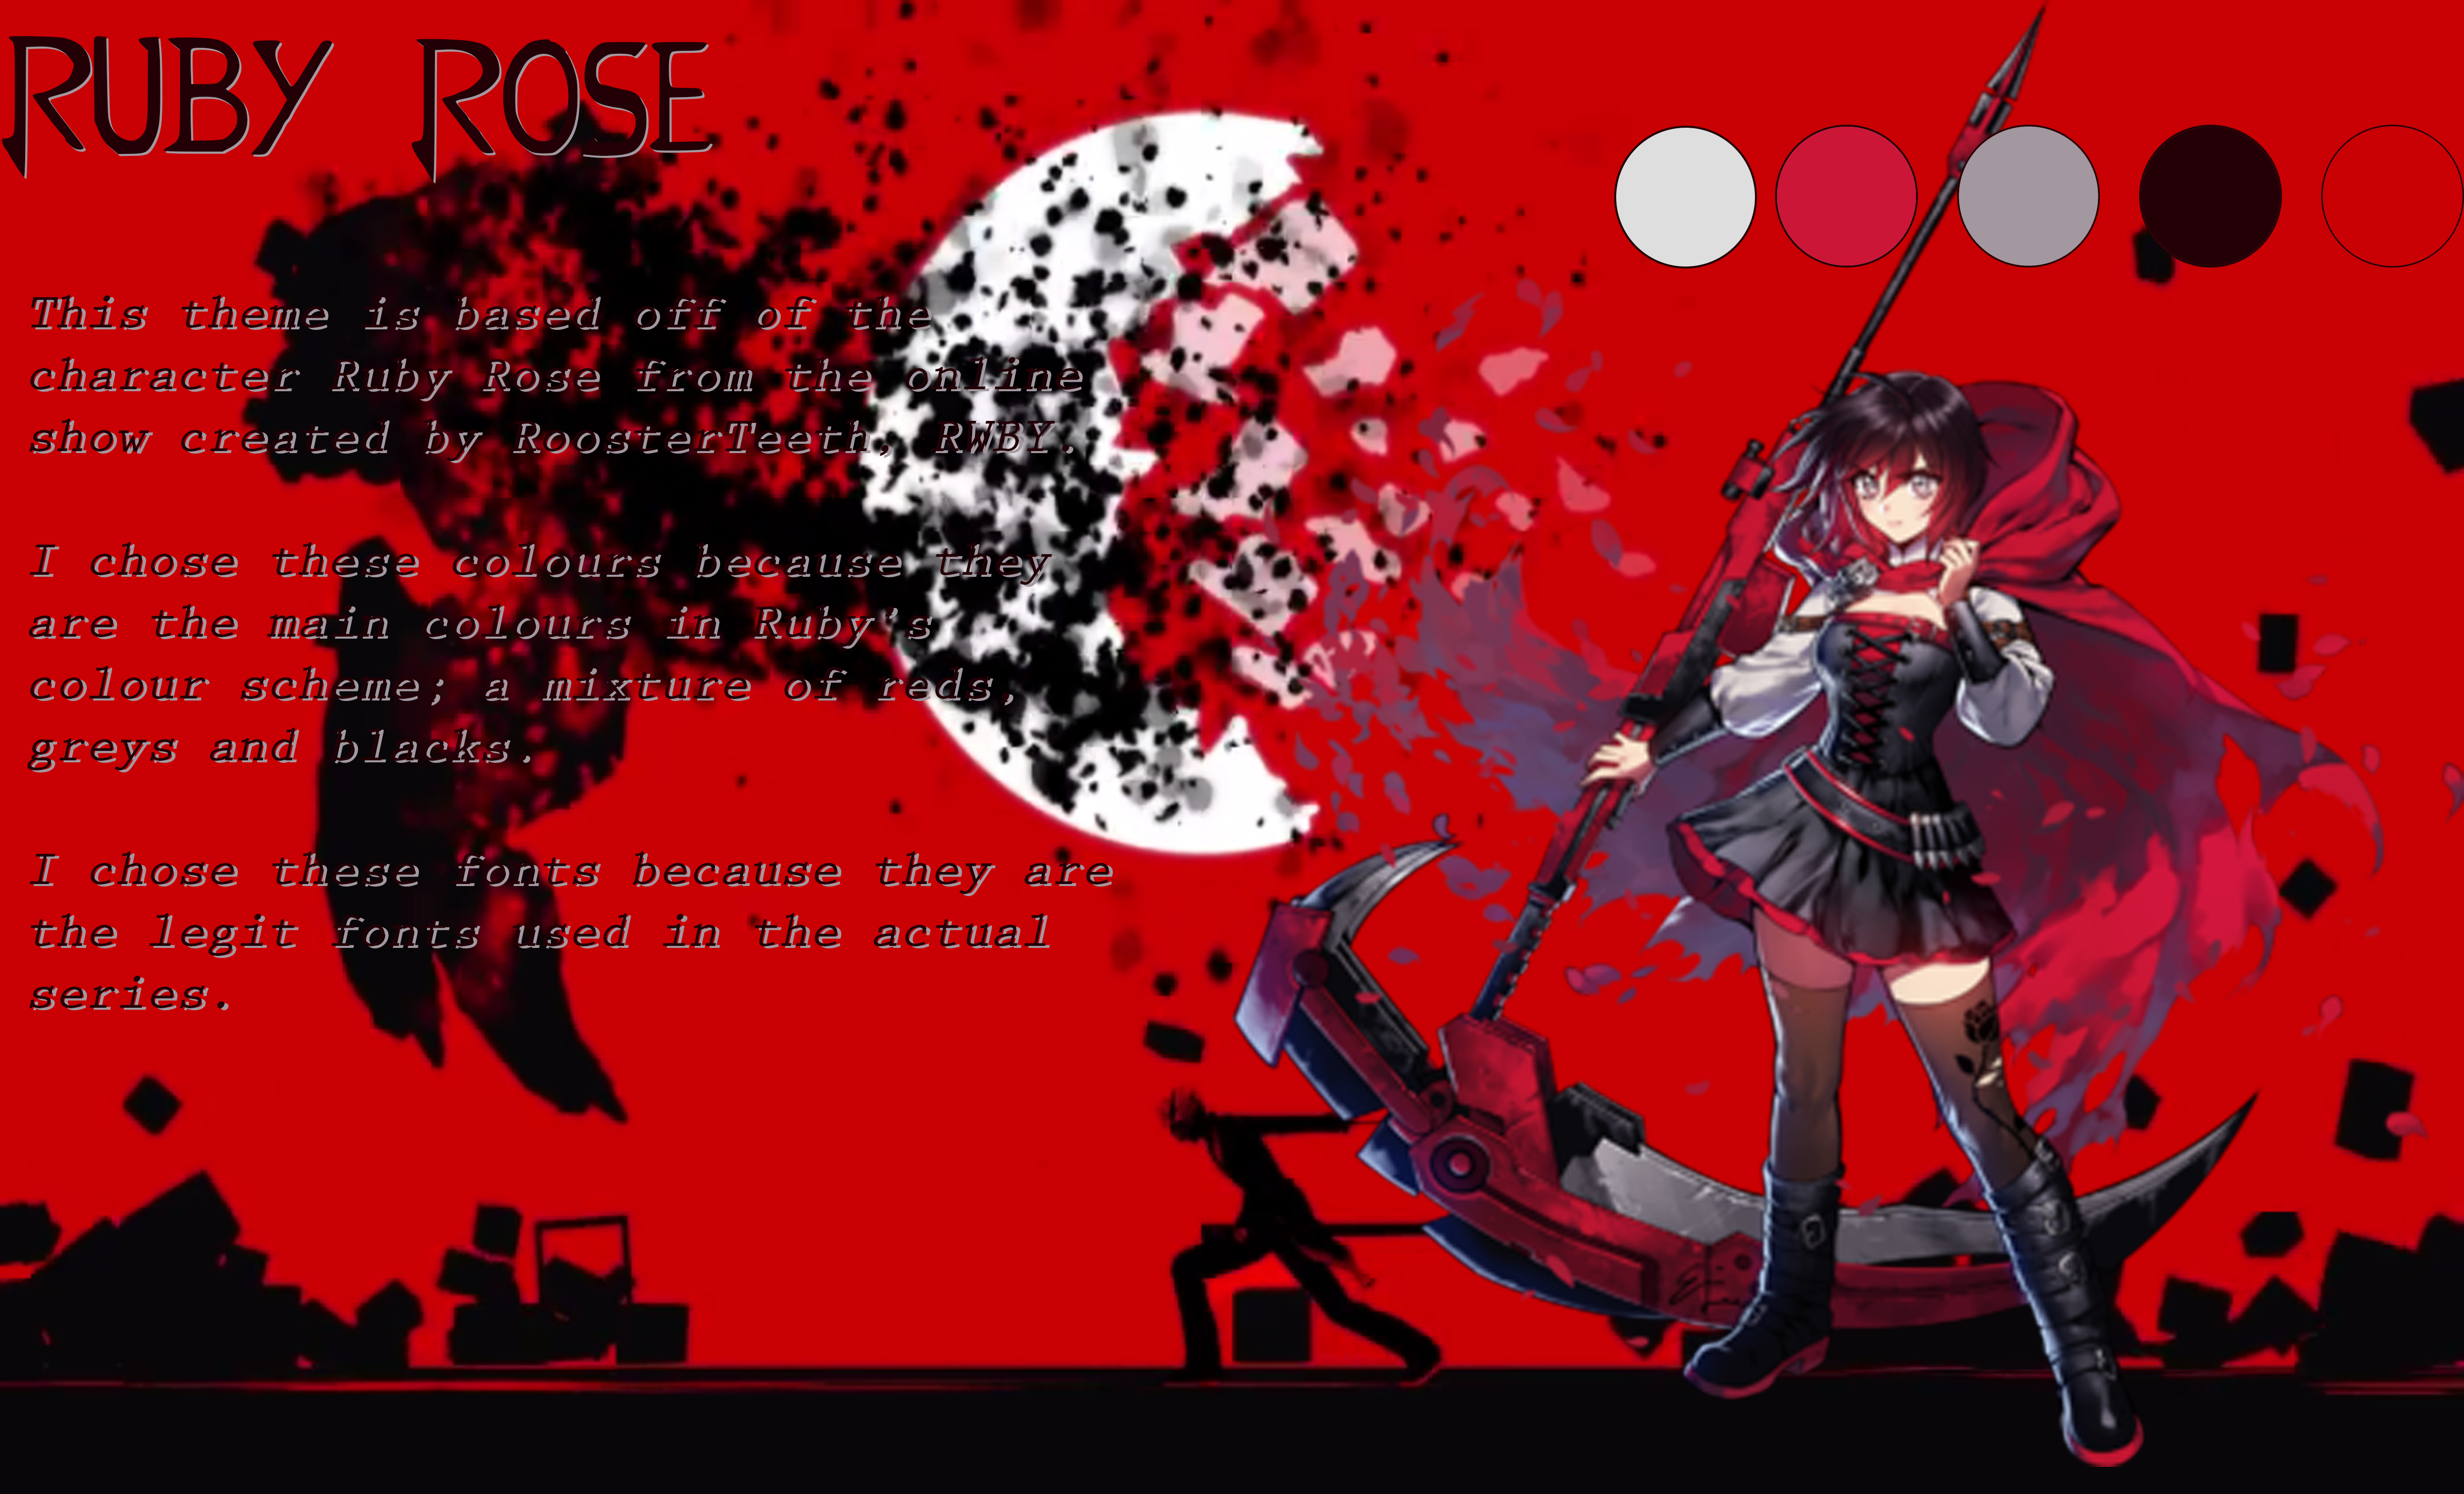 RUBY ROSE
This theme is based off of the
character Ruby Rose from the online
show created by RoosterTeeth, RWBY.
I chose these colours because they
are the main colours in Ruby's
colour scheme; a mixture of reds,
greys and blacks.
I chose these fonts because they are
the legit fonts used in the actual
series.